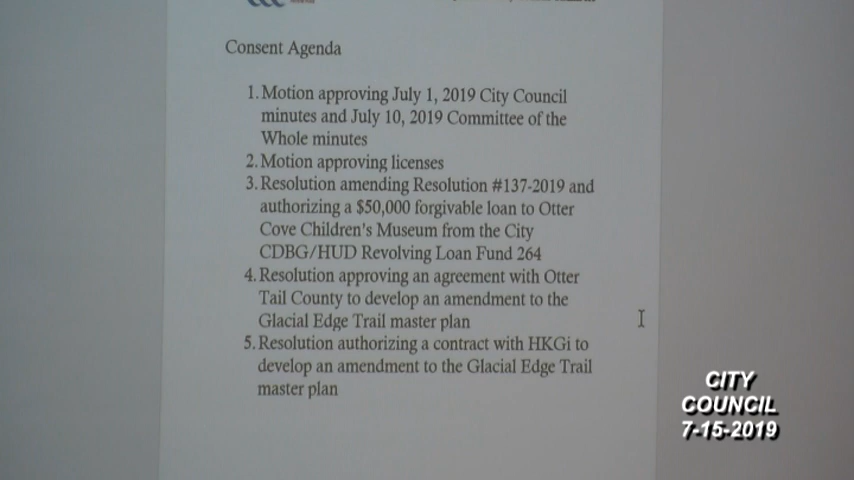 Consent Agenda
1. Motion approving July 1, 2019 City Council
minutes and July 10, 2019 Committee of the
Whole minutes
2. Motion approving licenses
3. Resolution amending Resolution #137-2019 and
authorizing a $50,000 forgivable loan to Otter
Cove Children's Museum from the City
CDBG/HUD Revolving Loan Fund 264
4. Resolution approving an agreement with Otter
Tail County to develop an amendment to the
Glacial Edge Trail master plan
5. Resolution authorizing a contract with HKGi to
develop an amendment to the Glacial Edge Trail
master plan
CITY
COUNCIL
7-15-2019